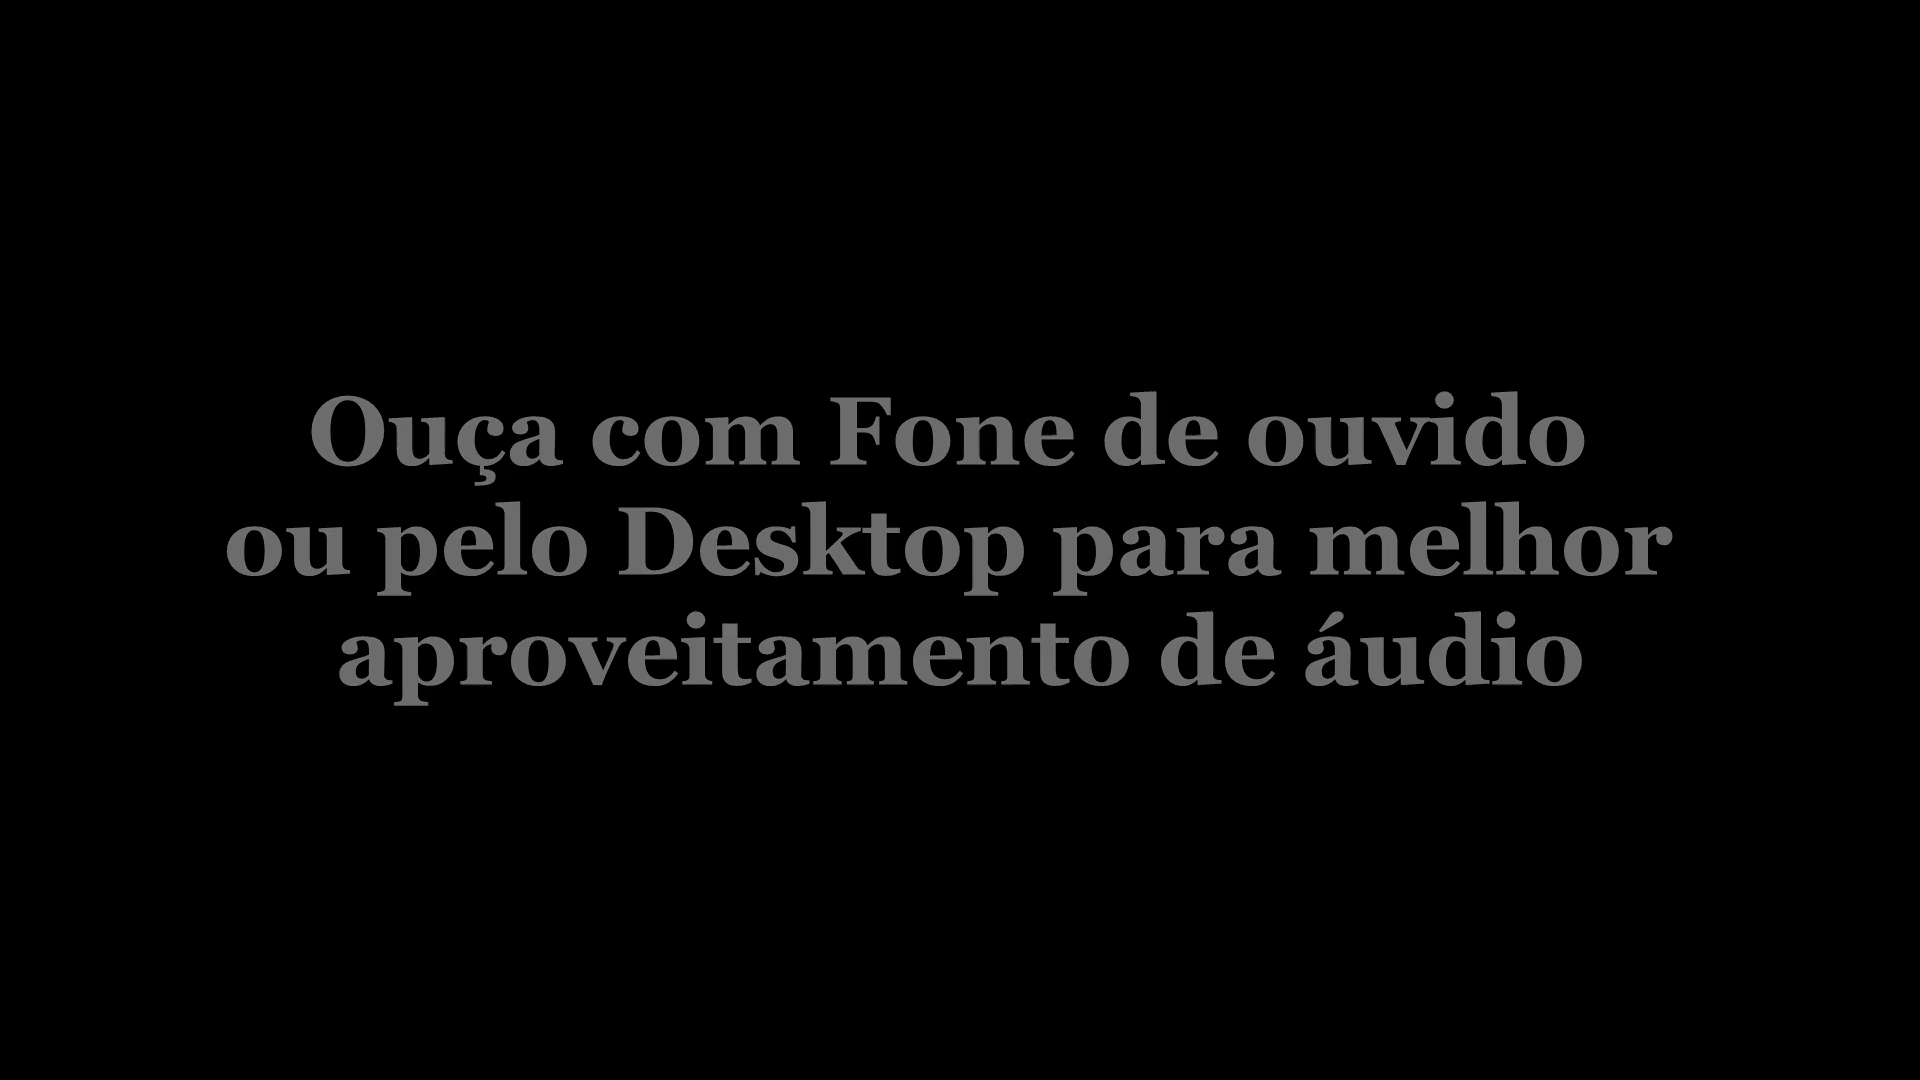 Ouça com Fone de ouvido
ou pelo Desktop para melhor
aproveitamento de áudio